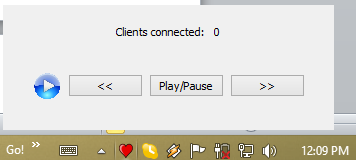 Clients connected: 0
<< Play/Pause >>
Go! » 12:09 PM